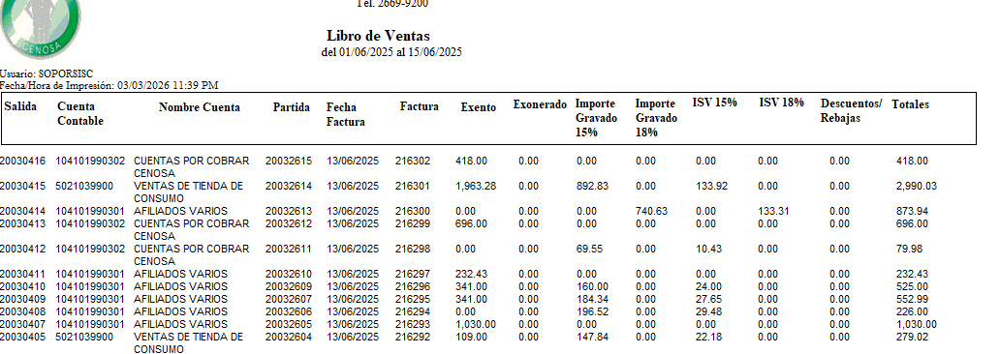 Tel. 2669-9200
CENOSA
Libro de Ventas
del 01/06/2025 al 15/06/2025
Usuario: SOPORSISC
Fecha/Hora de Impresión: 03/03/2026 11:39 PM
Salida Cuenta Contable Nombre Cuenta Partida Fecha Factura Factura Exento Exonerado Importe Gravado 15% Importe Gravado 18% ISV 15% ISV 18% Descuentos/ Rebajas Totales
20030416 104101990302 CUENTAS POR COBRAR 20032615 13/06/2025 216302 418.00 0.00 0.00 0.00 0.00 0.00 0.00 418.00
CENOSA
20030415 5021039900 VENTAS DE TIENDA DE 20032614 13/06/2025 216301 1,963.28 0.00 892.83 0.00 133.92 0.00 0.00 2,990.03
CONSUMO
20030414 104101990301 AFILIADOS VARIOS 20032613 13/06/2025 216300 0.00 0.00 0.00 740.63 0.00 133.31 0.00 873.94
20030413 104101990302 CUENTAS POR COBRAR 20032612 13/06/2025 216299 696.00 0.00 0.00 0.00 0.00 0.00 0.00 696.00
CENOSA
20030412 104101990302 CUENTAS POR COBRAR 20032611 13/06/2025 216298 0.00 0.00 69.55 0.00 10.43 0.00 0.00 79.98
CENOSA
20030411 104101990301 AFILIADOS VARIOS 20032610 13/06/2025 216297 232.43 0.00 0.00 0.00 0.00 0.00 0.00 232.43
20030410 104101990301 AFILIADOS VARIOS 20032609 13/06/2025 216296 341.00 0.00 160.00 0.00 24.00 0.00 0.00 525.00
20030409 104101990301 AFILIADOS VARIOS 20032607 13/06/2025 216295 341.00 0.00 184.34 0.00 27.65 0.00 0.00 552.99
20030408 104101990301 AFILIADOS VARIOS 20032606 13/06/2025 216294 0.00 0.00 196.52 0.00 29.48 0.00 0.00 226.00
20030407 104101990301 AFILIADOS VARIOS 20032605 13/06/2025 216293 1,030.00 0.00 0.00 0.00 0.00 0.00 0.00 1,030.00
20030405 5021039900 VENTAS DE TIENDA DE 20032604 13/06/2025 216292 109.00 0.00 147.84 0.00 22.18 0.00 0.00 279.02
CONSUMO